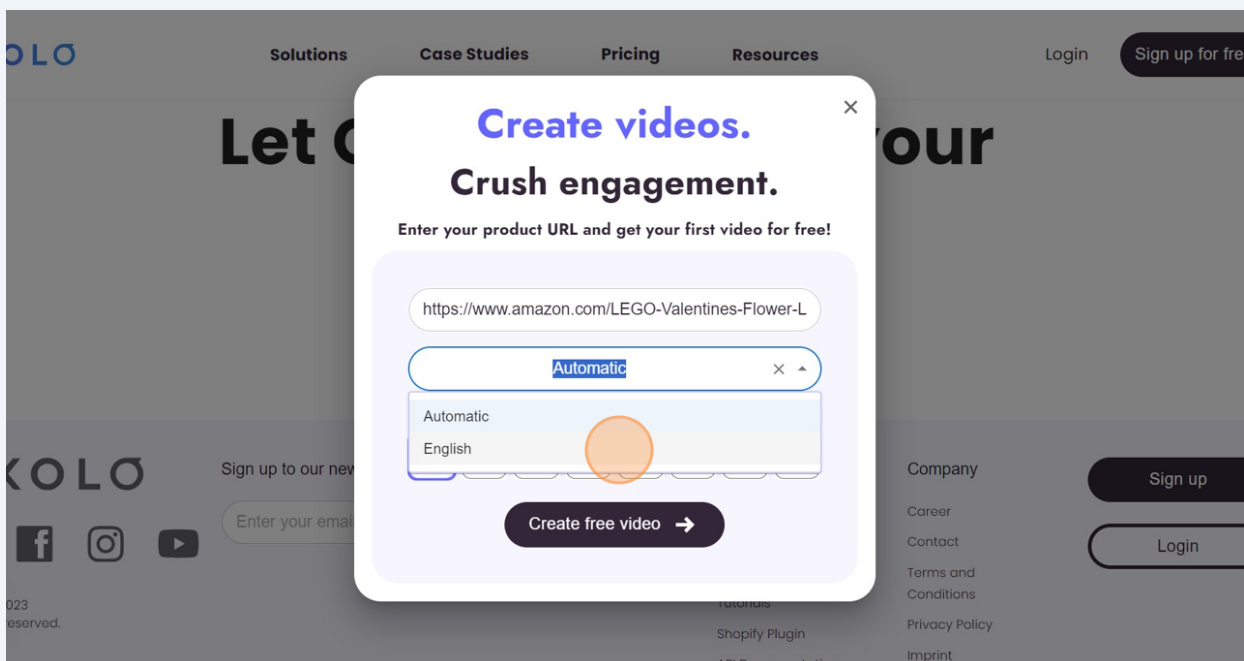 OLO
Solutions
Case Studies
Pricing
Resources
Login
Sign up for fre
Let
our
Create videos.
Crush engagement.
Enter your product URL and get your first video for free!
https://www.amazon.com/LEGO-Valentines-Flower-L
Automatic
Automatic
English
Create free video
XOLO
Sign up to our new
Enter your emai
023
reserved.
Tutorials
Shopify Plugin
Company
Career
Contact
Terms and
Conditions
Privacy Policy
Imprint
Sign up
Login